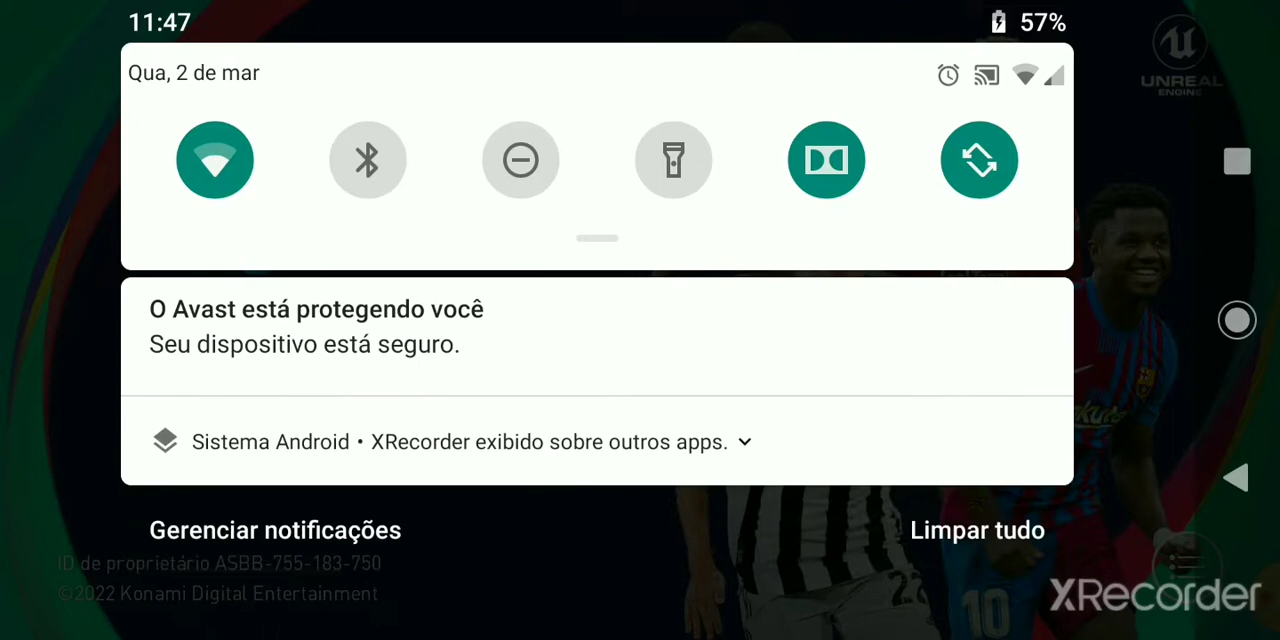 11:47
57%
Qua, 2 de mar
UNREAL
ENGINE
O Avast está protegendo você
Seu dispositivo está seguro.
Sistema Android • XRecorder exibido sobre outros apps.
Gerenciar notificações
Limpar tudo
ID de proprietário ASBB-755-183-750
©2022 Konami Digital Entertainment
10
XRecorder